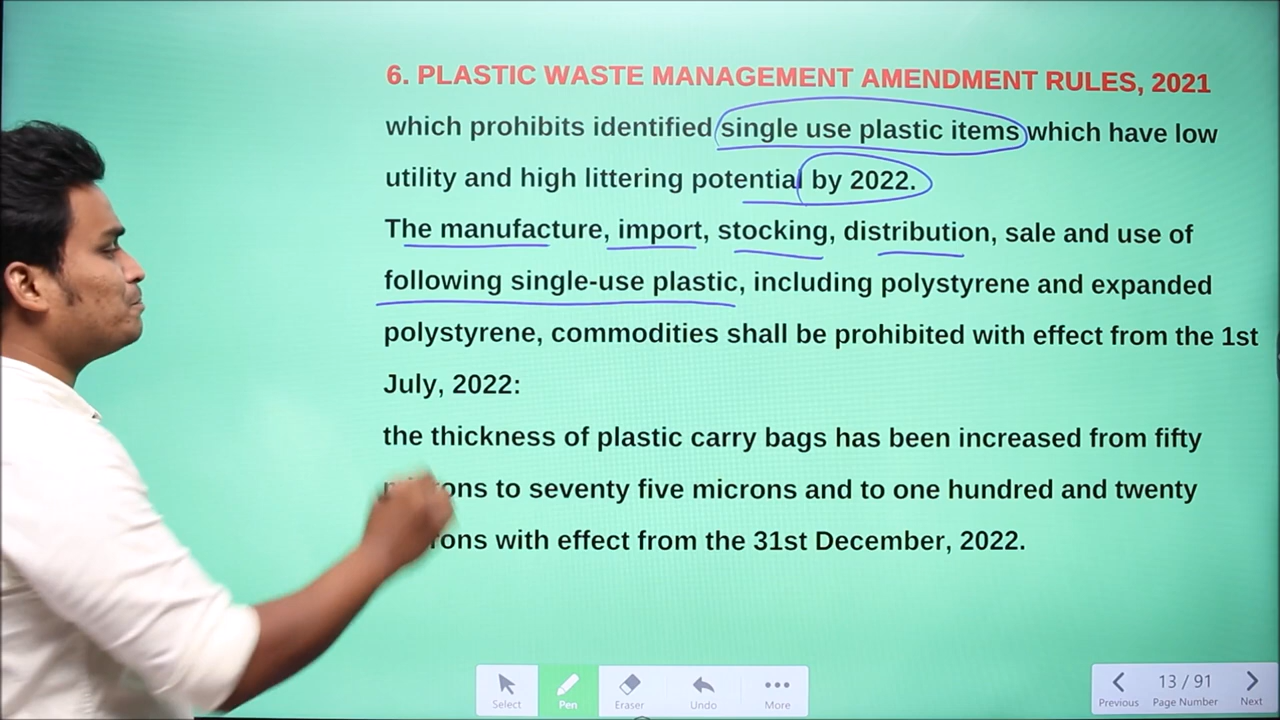 6. PLASTIC WASTE MANAGEMENT AMENDMENT RULES, 2021
which prohibits identified single use plastic items which have low
utility and high littering potential by 2022.
The manufacture, import, stocking, distribution, sale and use of
following single-use plastic, including polystyrene and expanded
polystyrene, commodities shall be prohibited with effect from the 1st
July, 2022:
the thickness of plastic carry bags has been increased from fifty
to seventy five microns and to one hundred and twenty
with effect from the 31st December, 2022.
Select Pen Eraser Undo More
Previous 13 / 91 Page Number Next